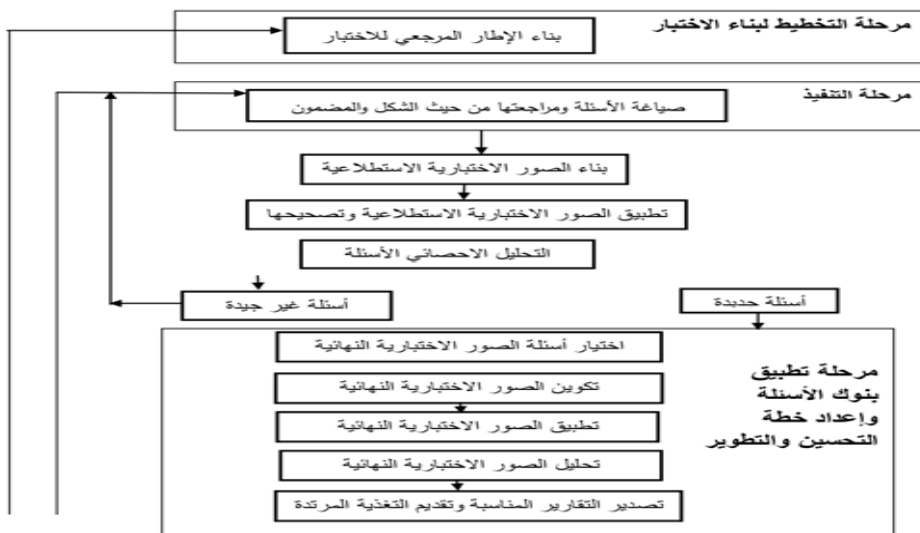 مرحلة التخطيط لبناء الاختبار
بناء الإطار المرجعي للاختبار
مرحلة التنفيذ
صياغة الأسئلة ومراجعتها من حيث الشكل والمضمون
بناء الصور الاختبارية الاستطلاعية
تطبيق الصور الاختبارية الاستطلاعية وتصحيحها
التحليل الاحصائي الأسئلة
أسئلة حديدة
أسئلة غير جيدة
مرحلة تطبيق
بنوك الأسئلة
وإعداد خطة
التحسين والتطوير
اختيار أسئلة الصور الاختبارية النهائية
تكوين الصور الاختبارية النهائية
تطبيق الصور الاختبارية النهائية
تحليل الصور الاختبارية النهائية
تصدير التقارير المناسبة وتقديم التغذية المرتدة